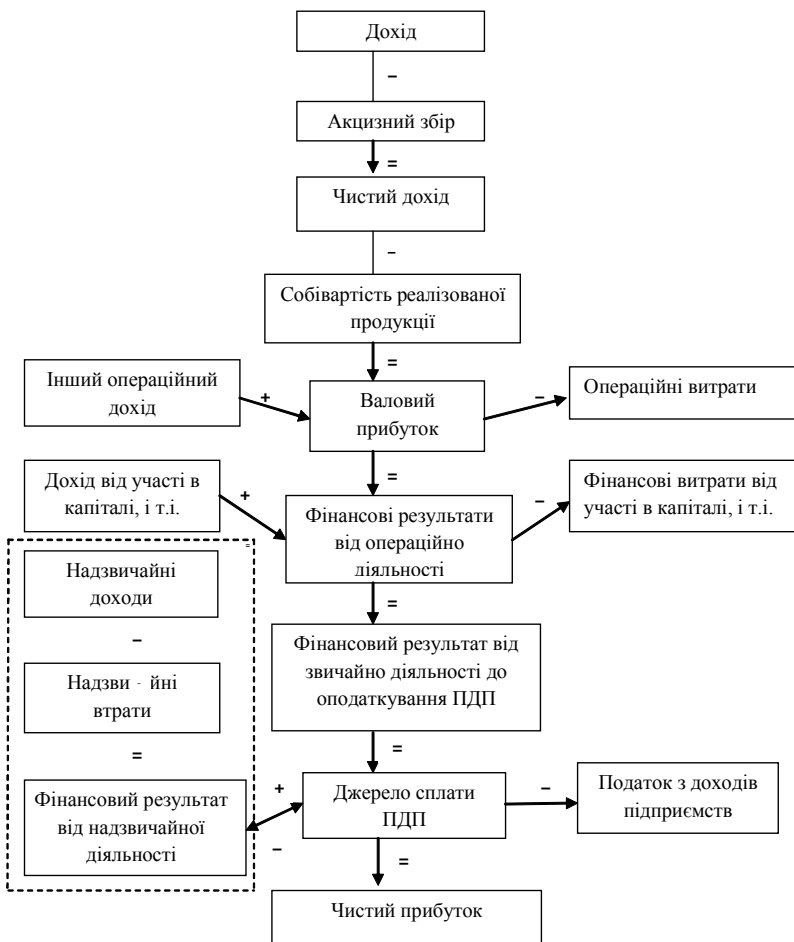 Дохід
–
Акцизний збір
=
Чистий дохід
–
Собівартість реалізованої
продукції
=
Інший операційний
дохід
+
Валовий
прибуток
–
Операційні витрати
=
Дохід від участі в
капіталі, і т.і.
+
Фінансові результати
від операційно
діяльності
–
Фінансові витрати від
участі в капіталі, і т.і.
=
Надзвичайні
доходи
–
Надзви - йні
втрати
=
Фінансовий результат
від надзвичайної
діяльності
=
Фінансовий результат від
звичайно діяльності до
оподаткування ПДП
=
+
–
Джерело сплати
ПДП
–
Податок з доходів
підприємств
=
Чистий прибуток